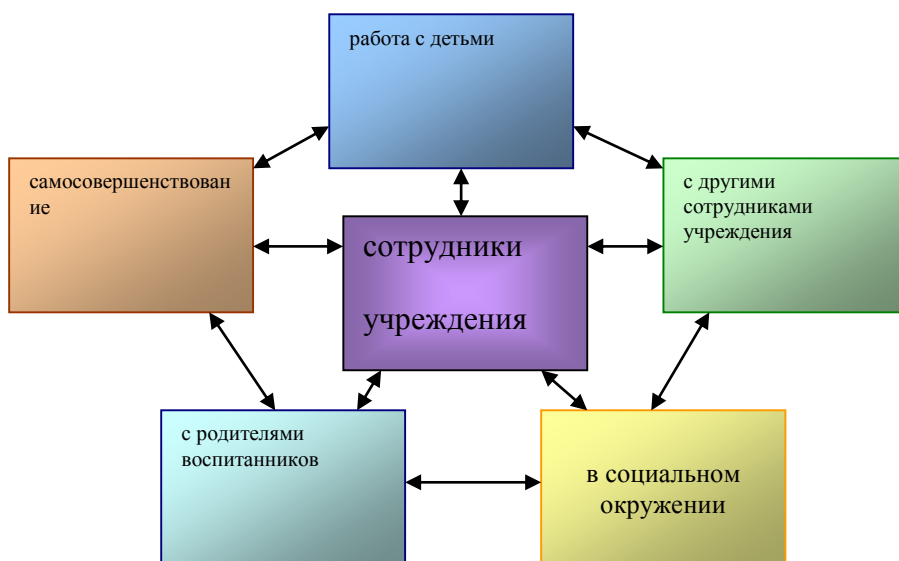 работа с детьми
самосовершенствован
ие
с другими
сотрудниками
учреждения
сотрудники
учреждения
с родителями
воспитанников
в социальном
окружении